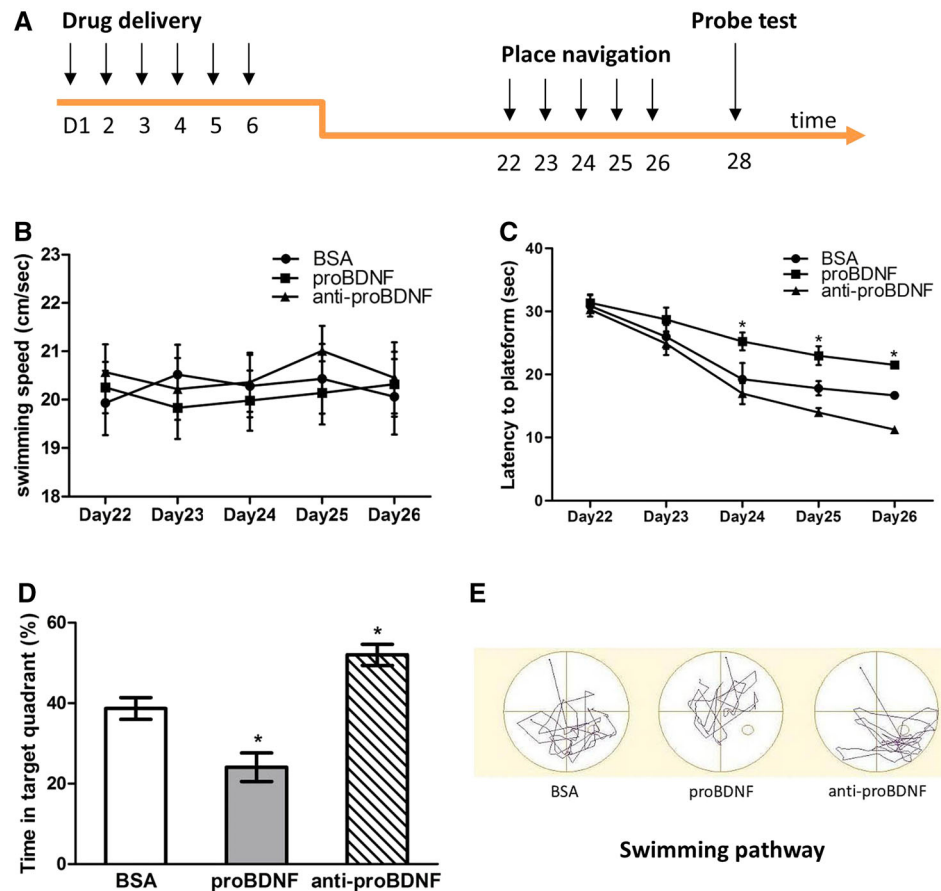 A
Drug delivery
Probe test
Place navigation
D1 2 3 4 5 6
time
22 23 24 25 26
28
B
swimming speed (cm/sec)
23
22
21
20
19
18
BSA
proBDNF
anti-proBDNF
Day22 Day23 Day24 Day25 Day26
C
Latency to plateform (sec)
40
30
20
10
0
BSA
proBDNF
anti-proBDNF
* * *
Day22 Day23 Day24 Day25 Day26
D
Time in target quadrant (%)
60
40
20
0
*
*
BSA proBDNF anti-proBDNF
E
BSA proBDNF anti-proBDNF
Swimming pathway